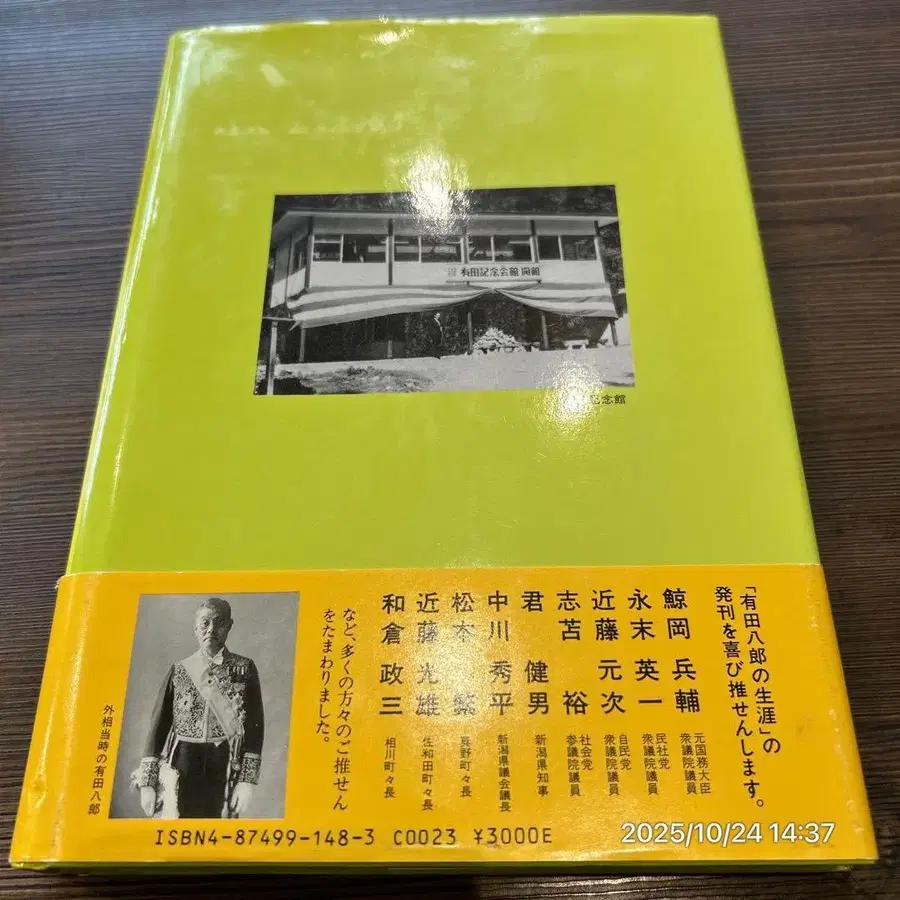 有田記念会館開館
記念館
「有田八郎の生涯」の
発刊を喜び推せんします。
鯨岡 兵輔 元国務大臣 衆議院議員
永末 英一 民社党 衆議院議員
近藤 元次 自民党 衆議院議員
志苫 裕 社会党 参議院議員
君 健男 新潟県知事
中川 秀平 新潟県議会議長
松本 繁 真野町々長
近藤 光雄 佐和田町々長
和倉 政三 相川町々長
など、多くの方々のご推せん
をたまわりました。
外相当時の有田八郎
ISBN4-87499-148-3 C0023 ¥3000E
2025/10/24 14:37